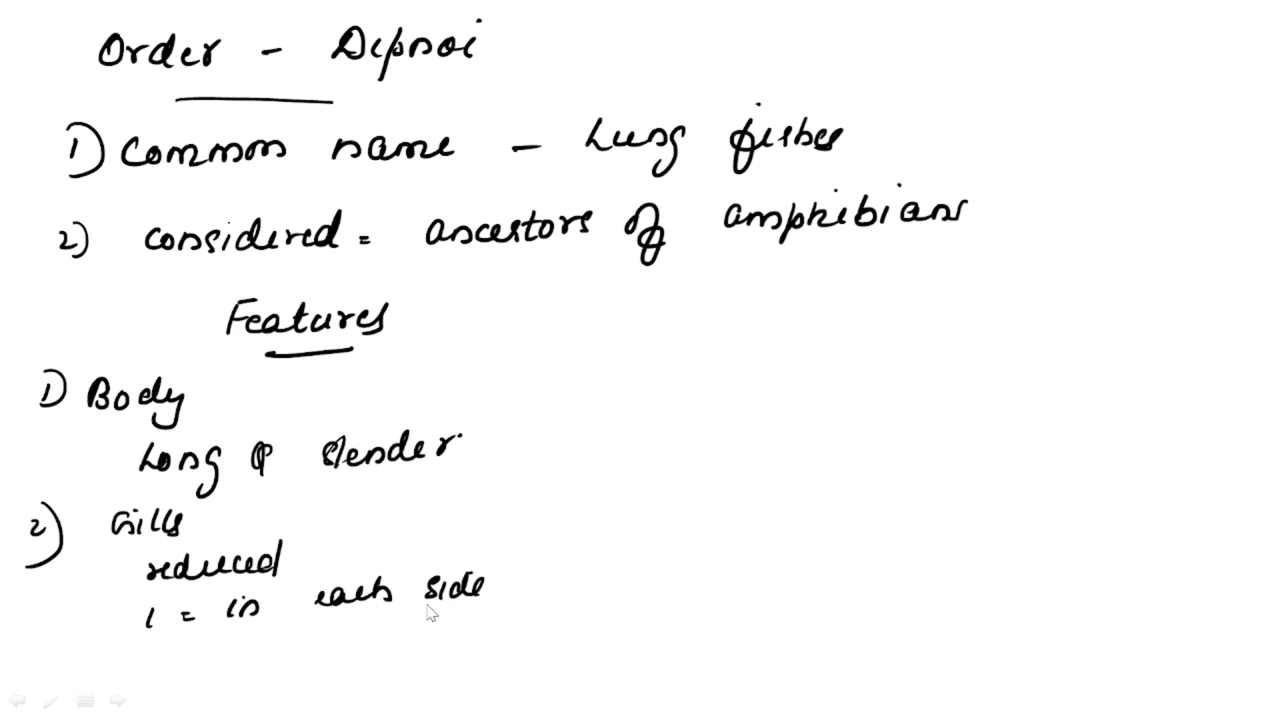 Order - Dipnoi
1) Common name - Lung fishes
2) considered = ancestors of amphibians
Features
1) Body
Long & slender
2) Gills
reduced
1 = in each side